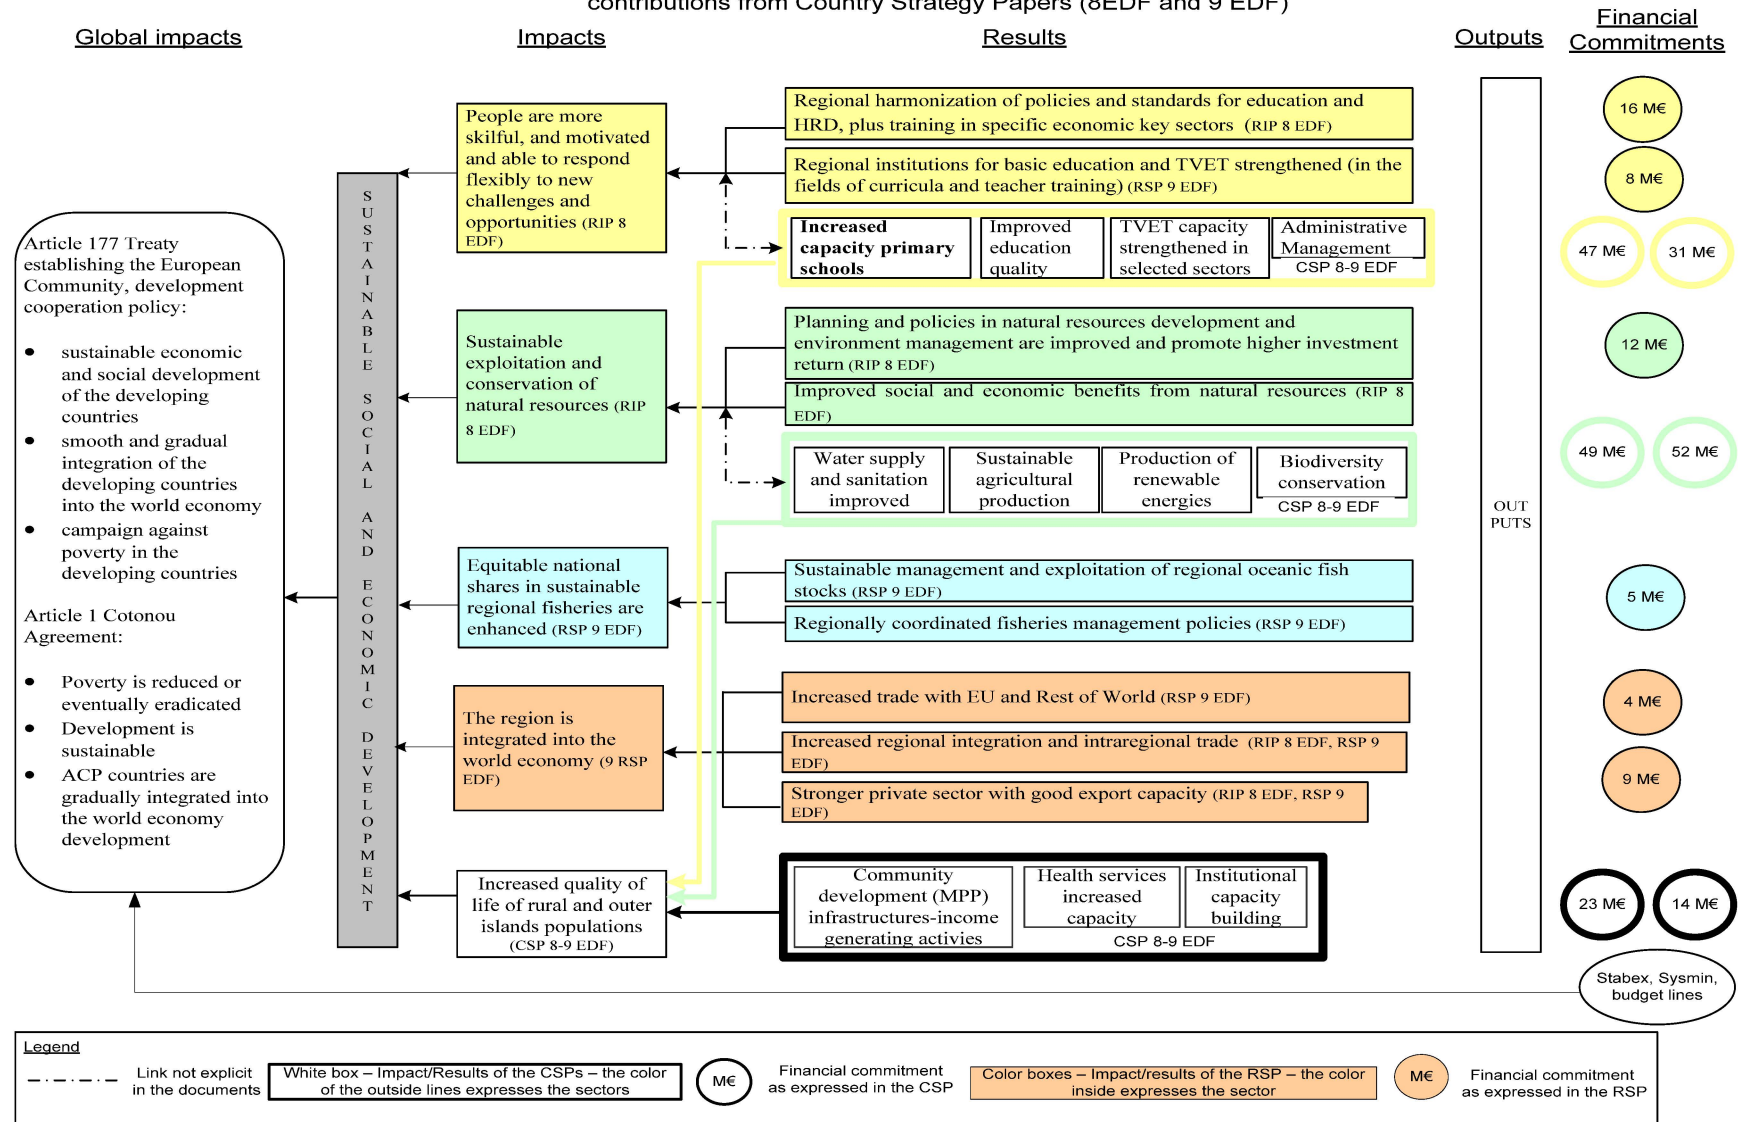 contributions from Country Strategy Papers (8EDF and 9 EDF)
Global impacts
Impacts
Results
Outputs
Financial
Commitments
Article 177 Treaty
establishing the European
Community, development
cooperation policy:
• sustainable economic
and social development
of the developing
countries
• smooth and gradual
integration of the
developing countries
into the world economy
• campaign against
poverty in the
developing countries
Article 1 Cotonou
Agreement:
• Poverty is reduced or
eventually eradicated
• Development is
sustainable
• ACP countries are
gradually integrated into
the world economy
development
SUSTAINABLE SOCIAL AND ECONOMIC DEVELOPMENT
People are more
skilful, and motivated
and able to respond
flexibly to new
challenges and
opportunities (RIP 8
EDF)
Sustainable
exploitation and
conservation of
natural resources (RIP
8 EDF)
Equitable national
shares in sustainable
regional fisheries are
enhanced (RSP 9 EDF)
The region is
integrated into the
world economy (9 RSP
EDF)
Increased quality of
life of rural and outer
islands populations
(CSP 8-9 EDF)
Regional harmonization of policies and standards for education and
HRD, plus training in specific economic key sectors (RIP 8 EDF)
Regional institutions for basic education and TVET strengthened (in the
fields of curricula and teacher training) (RSP 9 EDF)
Increased
capacity primary
schools
Improved
education
quality
TVET capacity
strengthened in
selected sectors
Administrative
Management
CSP 8-9 EDF
Planning and policies in natural resources development and
environment management are improved and promote higher investment
return (RIP 8 EDF)
Improved social and economic benefits from natural resources (RIP 8
EDF)
Water supply
and sanitation
improved
Sustainable
agricultural
production
Production of
renewable
energies
Biodiversity
conservation
CSP 8-9 EDF
Sustainable management and exploitation of regional oceanic fish
stocks (RSP 9 EDF)
Regionally coordinated fisheries management policies (RSP 9 EDF)
Increased trade with EU and Rest of World (RSP 9 EDF)
Increased regional integration and intraregional trade (RIP 8 EDF, RSP 9
EDF)
Stronger private sector with good export capacity (RIP 8 EDF, RSP 9
EDF)
Community
development (MPP)
infrastructures-income
generating activies
Health services
increased
capacity
Institutional
capacity
building
CSP 8-9 EDF
OUT
PUTS
16 M€
8 M€
47 M€
31 M€
12 M€
49 M€
52 M€
5 M€
4 M€
9 M€
23 M€
14 M€
Stabex, Sysmin,
budget lines
Legend
Link not explicit
in the documents
White box – Impact/Results of the CSPs – the color
of the outside lines expresses the sectors
M€
Financial commitment
as expressed in the CSP
Color boxes – Impact/results of the RSP – the color
inside expresses the sector
M€
Financial commitment
as expressed in the RSP